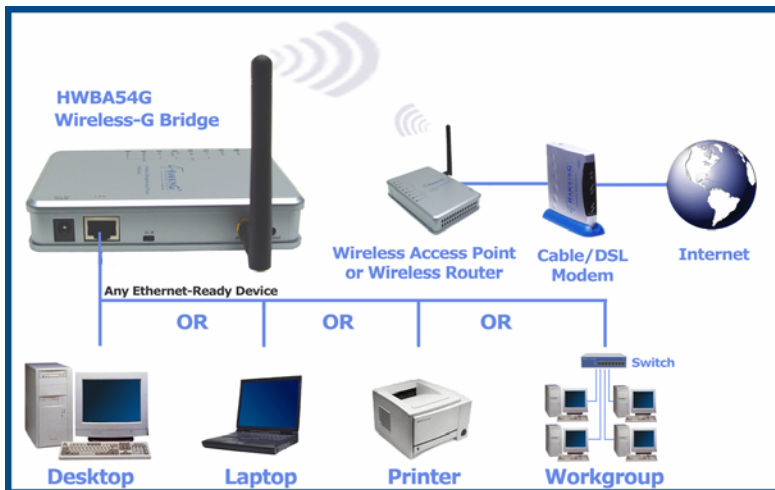 HWBA54G
Wireless-G Bridge
HAWKING
Wireless Access Point
or Wireless Router
Cable/DSL
Modem
Internet
Any Ethernet-Ready Device
OR
OR
OR
Switch
Desktop
Laptop
Printer
Workgroup